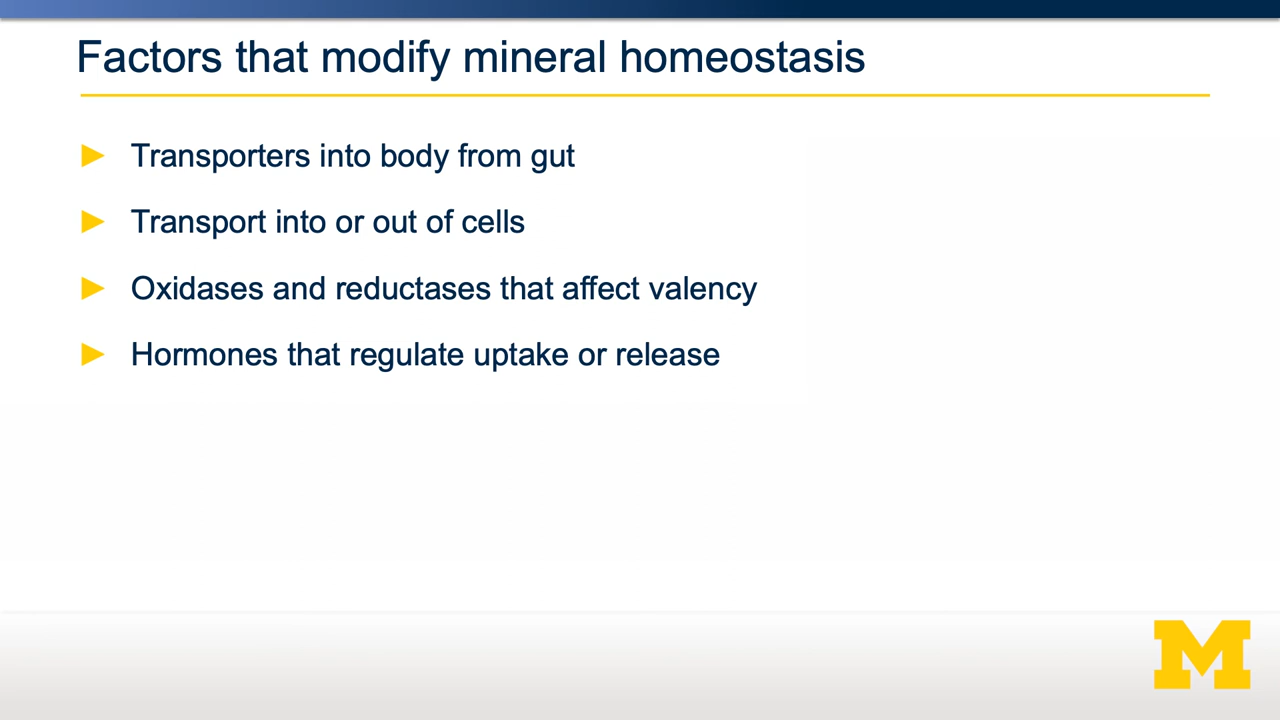 Factors that modify mineral homeostasis
► Transporters into body from gut
► Transport into or out of cells
► Oxidases and reductases that affect valency
► Hormones that regulate uptake or release
M